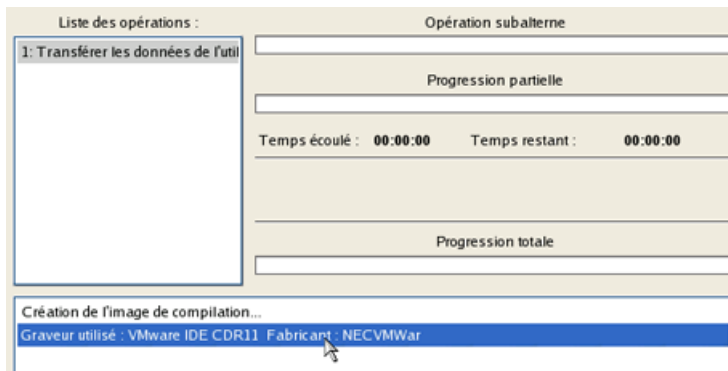 Liste des opérations :
1: Transférer les données de l'util
Opération subalterne
Progression partielle
Temps écoulé : 00:00:00 Temps restant : 00:00:00
Progression totale
Création de l'image de compilation...
Graveur utilisé : VMware IDE CDR11 Fabricant : NECVMWar